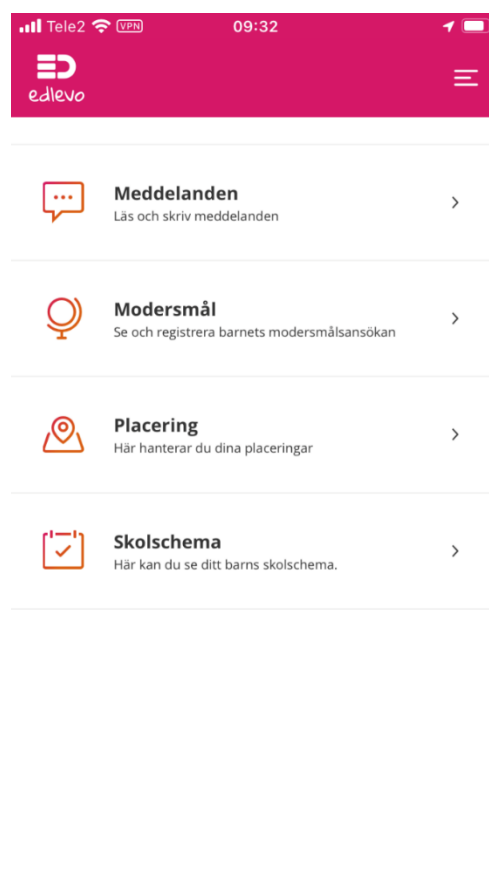 Tele2 VPN 09:32
edlevo
Meddelanden
Läs och skriv meddelanden
Modersmål
Se och registrera barnets modersmålsansökan
Placering
Här hanterar du dina placeringar
Skolschema
Här kan du se ditt barns skolschema.